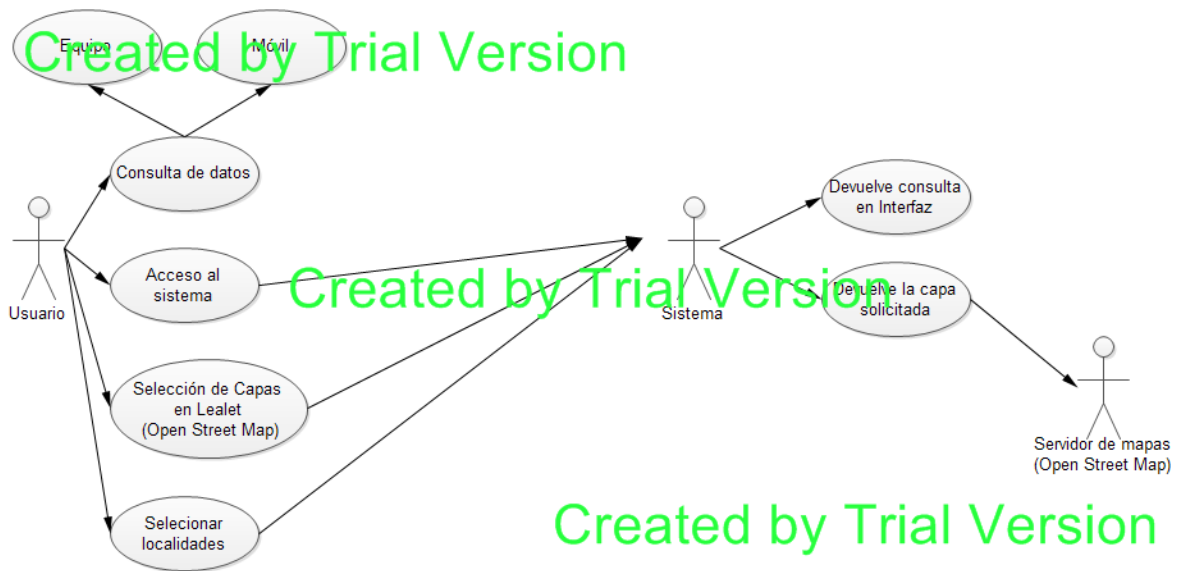 Equipo
Móvil
Created by Trial Version
Consulta de datos
Devuelve consulta
en Interfaz
Acceso al
sistema
Created by Trial Version
Devuelve la capa
solicitada
Usuario
Sistema
Selección de Capas
en Lealet
(Open Street Map)
Servidor de mapas
(Open Street Map)
Selecionar
localidades
Created by Trial Version